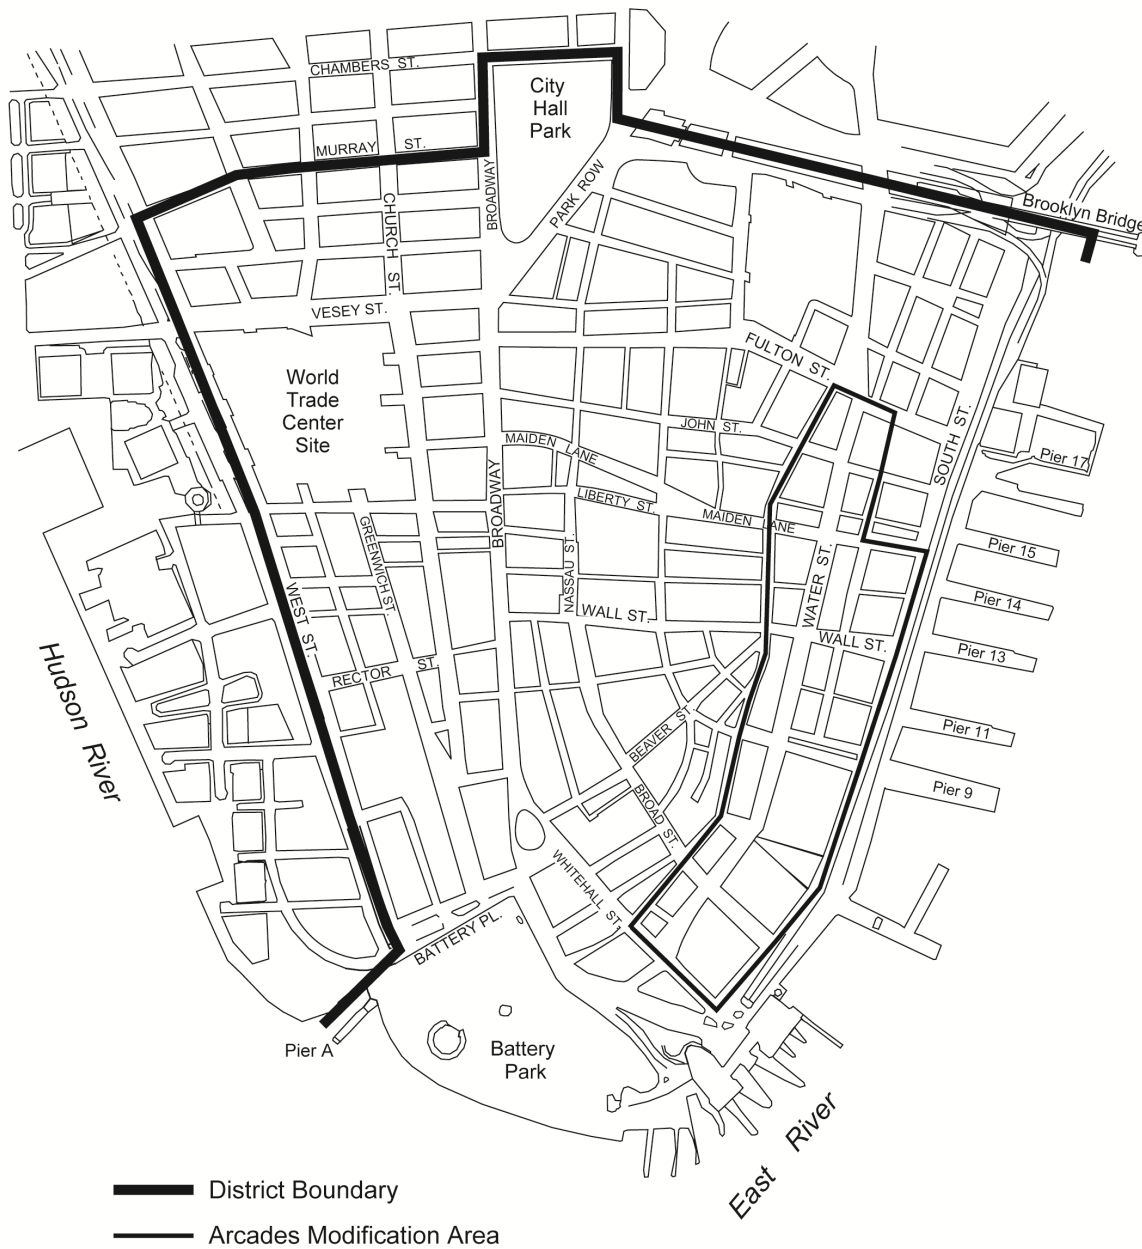 CHAMBERS ST.
City
Hall
Park
MURRAY ST.
BROADWAY
PARK ROW
CHURCH ST.
Brooklyn Bridge
VESEY ST.
FULTON ST.
World
Trade
Center
Site
JOHN ST.
SOUTH ST.
MAIDEN LANE
Pier 17
BROADWAY
LIBERTY ST.
MAIDEN LANE
GREENWICH ST.
NASSAU ST.
WATER ST.
Pier 15
WEST ST.
WALL ST.
Pier 14
WALL ST.
Pier 13
RECTOR ST.
Hudson River
BEAVER ST.
Pier 11
BROAD ST.
Pier 9
WHITEHALL ST.
BATTERY PL.
Pier A
Battery
Park
East River
District Boundary
Arcades Modification Area